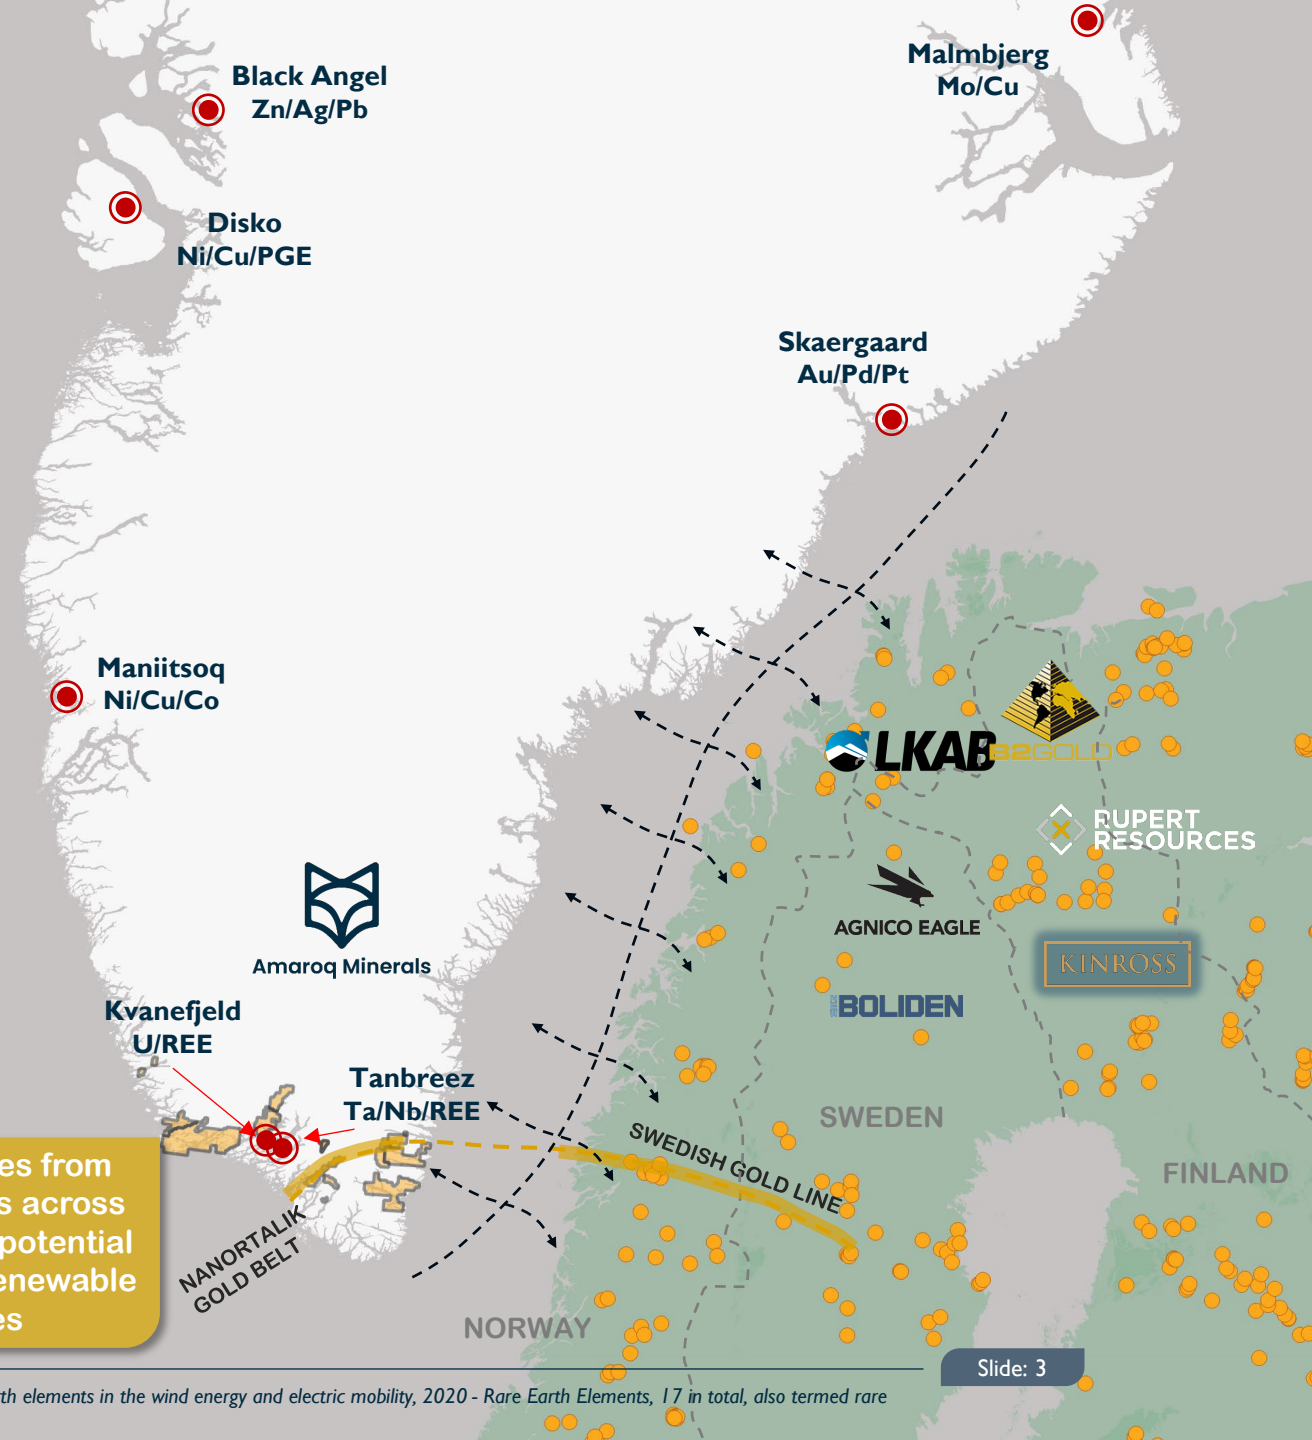 Black Angel
Zn/Ag/Pb
Malmbjerg
Mo/Cu
Disko
Ni/Cu/PGE
Skaergaard
Au/Pd/Pt
Maniitsoq
Ni/Cu/Co
LKAB
B2GOLD
RUPERT
RESOURCES
AGNICO EAGLE
KINROSS
BOLIDEN
Amaroq Minerals
Kvanefjeld
U/REE
Tanbreez
Ta/Nb/REE
SWEDEN
SWEDISH GOLD LINE
FINLAND
NANORTALIK
GOLD BELT
NORWAY
es from
s across
potential
enewable
es
Slide: 3
th elements in the wind energy and electric mobility, 2020 - Rare Earth Elements, 17 in total, also termed rare